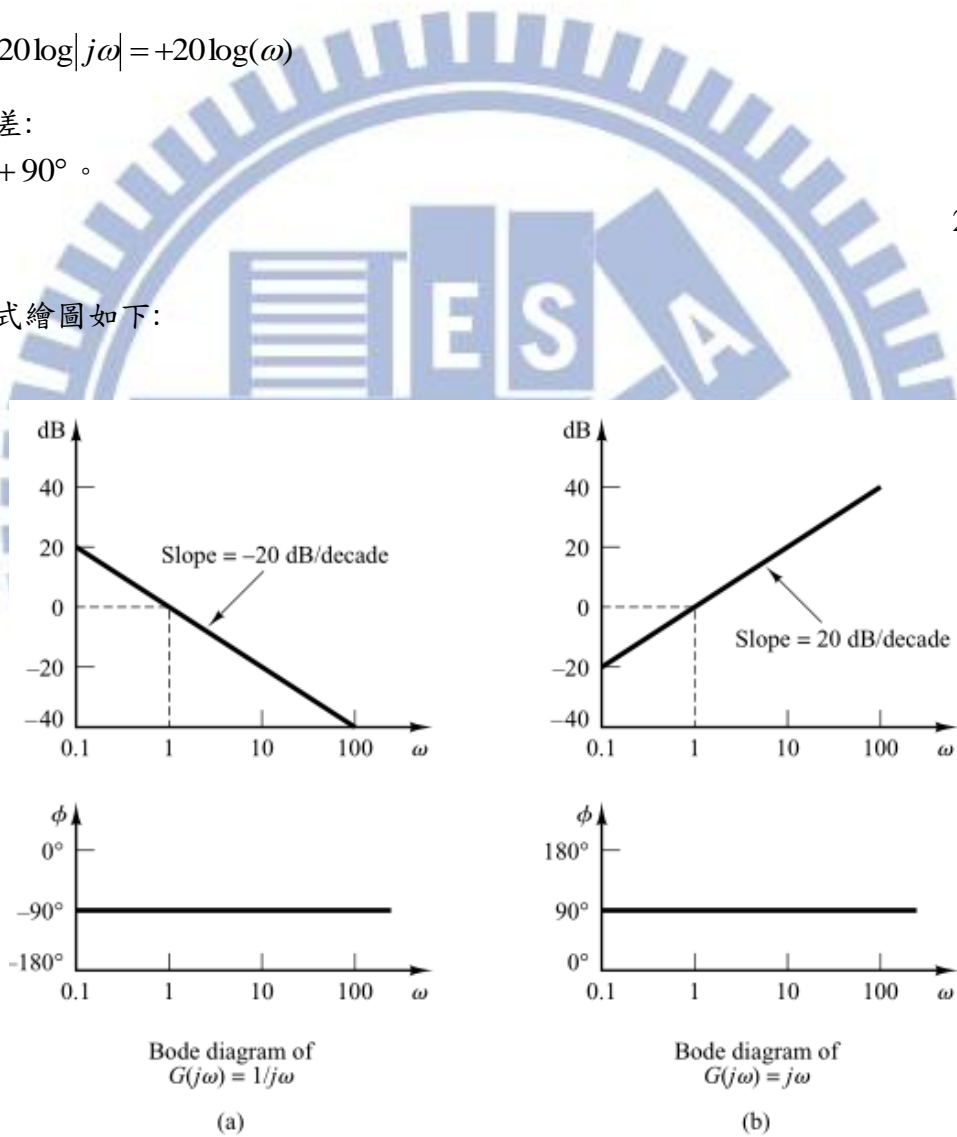 20log|jω| = +20log(ω)
差:
+ 90° 。
式繪圖如下:
E S A
dB
40
20
0
–20
–40
0.1 1 10 100 ω
Slope = –20 dB/decade
ϕ
0°
–90°
–180°
0.1 1 10 100 ω
Bode diagram of
G(jω) = 1/jω
(a)
dB
40
20
0
–20
–40
0.1 1 10 100 ω
Slope = 20 dB/decade
ϕ
180°
90°
0°
0.1 1 10 100 ω
Bode diagram of
G(jω) = jω
(b)